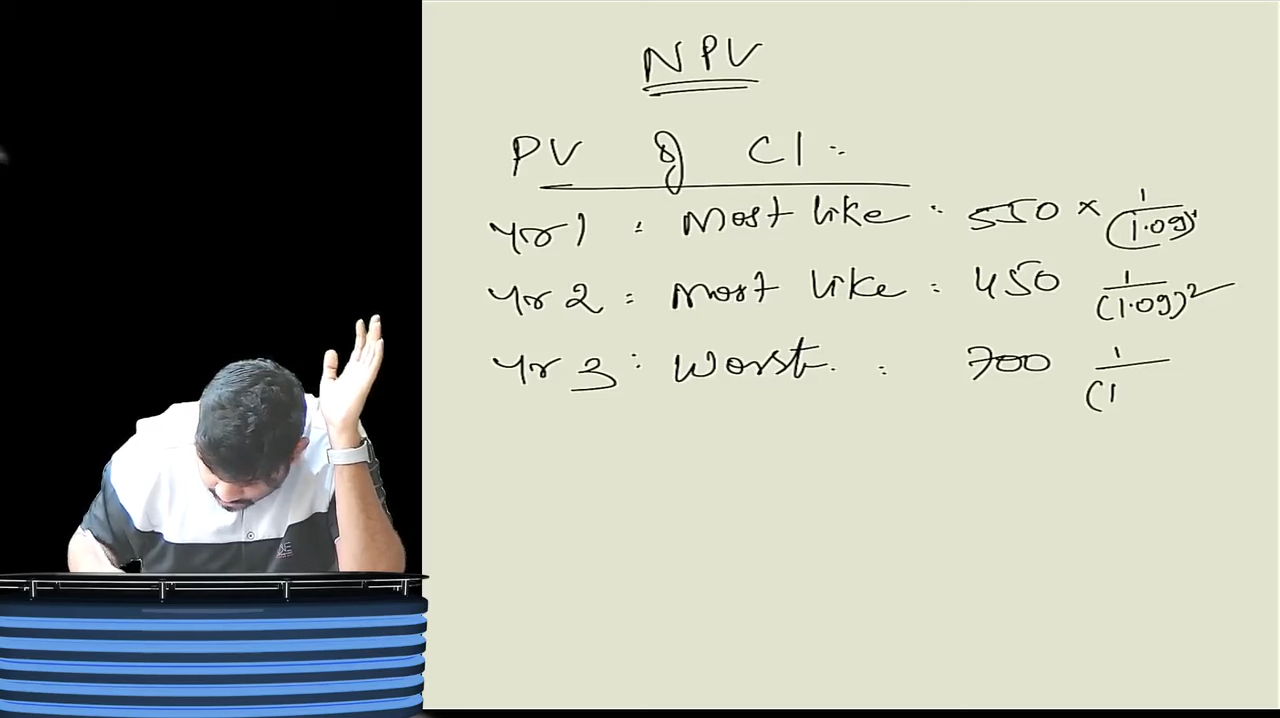 NPV
PV of CI :-
Yr 1 : Most like : 550 × 1/(1.09)¹
Yr 2 : Most like : 450 1/(1.09)²
Yr 3 : Worst : 700 1/(1